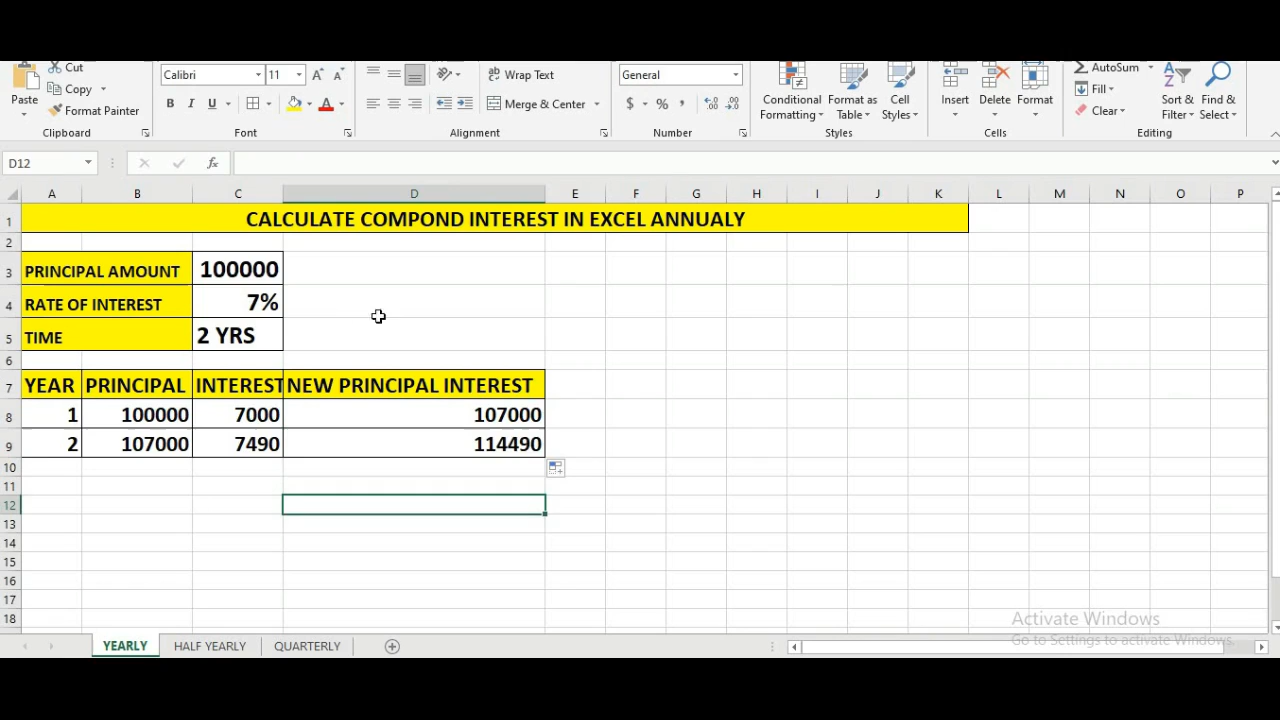 Cut
Copy
Format Painter
Paste
Clipboard
Calibri 11
B I U
Font
ab Wrap Text
Merge & Center
Alignment
General
$ % ,
Number
Conditional Formatting
Format as Table
Cell Styles
Styles
Insert Delete Format
Cells
AutoSum
Fill
Clear
Sort & Filter
Find & Select
Editing
D12 fx
A B C D E F G H I J K L M N O P
1 CALCULATE COMPOND INTEREST IN EXCEL ANNUALY
2
3 PRINCIPAL AMOUNT 100000
4 RATE OF INTEREST 7%
5 TIME 2 YRS
6
7 YEAR PRINCIPAL INTEREST NEW PRINCIPAL INTEREST
8 1 100000 7000 107000
9 2 107000 7490 114490
10
11
12
13
14
15
16
17
18
Activate Windows
Go to Settings to activate Windows.
YEARLY HALF YEARLY QUARTERLY